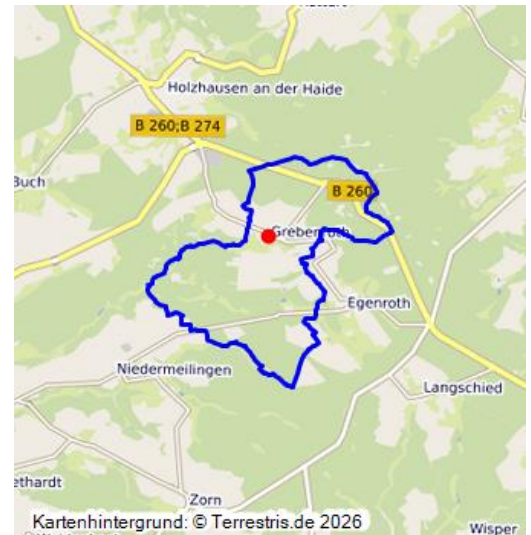 Holzhausen an der Haide
B 260;B 274
Buch
B 260
Grebenroth
Egenroth
Niedermeilingen
Langschied
ethardt
Zorn
Wisper
Kartenhintergrund: © Terrestris.de 2026